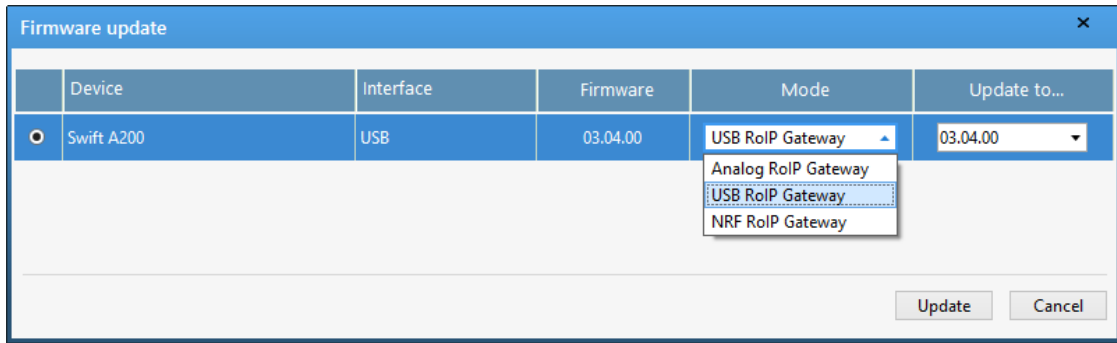 Firmware update
Device Interface Firmware Mode Update to...
Swift A200 USB 03.04.00 USB RoIP Gateway 03.04.00
Analog RoIP Gateway
USB RoIP Gateway
NRF RoIP Gateway
Update Cancel